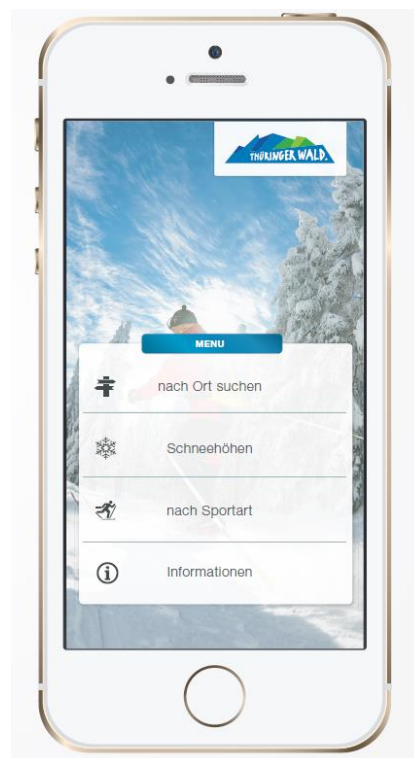 THÜRINGER WALD.
MENU
nach Ort suchen
Schneehöhen
nach Sportart
Informationen